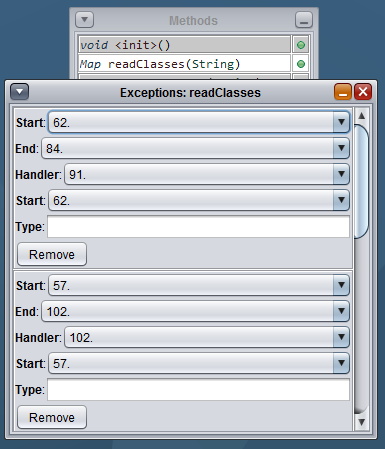 Methods
void <init>()
Map readClasses(String)
Exceptions: readClasses
Start: 62.
End: 84.
Handler: 91.
Start: 62.
Type:
Remove
Start: 57.
End: 102.
Handler: 102.
Start: 57.
Type:
Remove